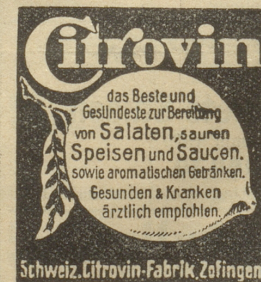 Citrovin
das Beste und
Gesündeste zur Bereitung
von Salaten, sauren
Speisen und Saucen.
sowie aromatischen Getränken.
Gesunden & Kranken
ärztlich empfohlen.
Schweiz. Citrovin-Fabrik, Zofingen